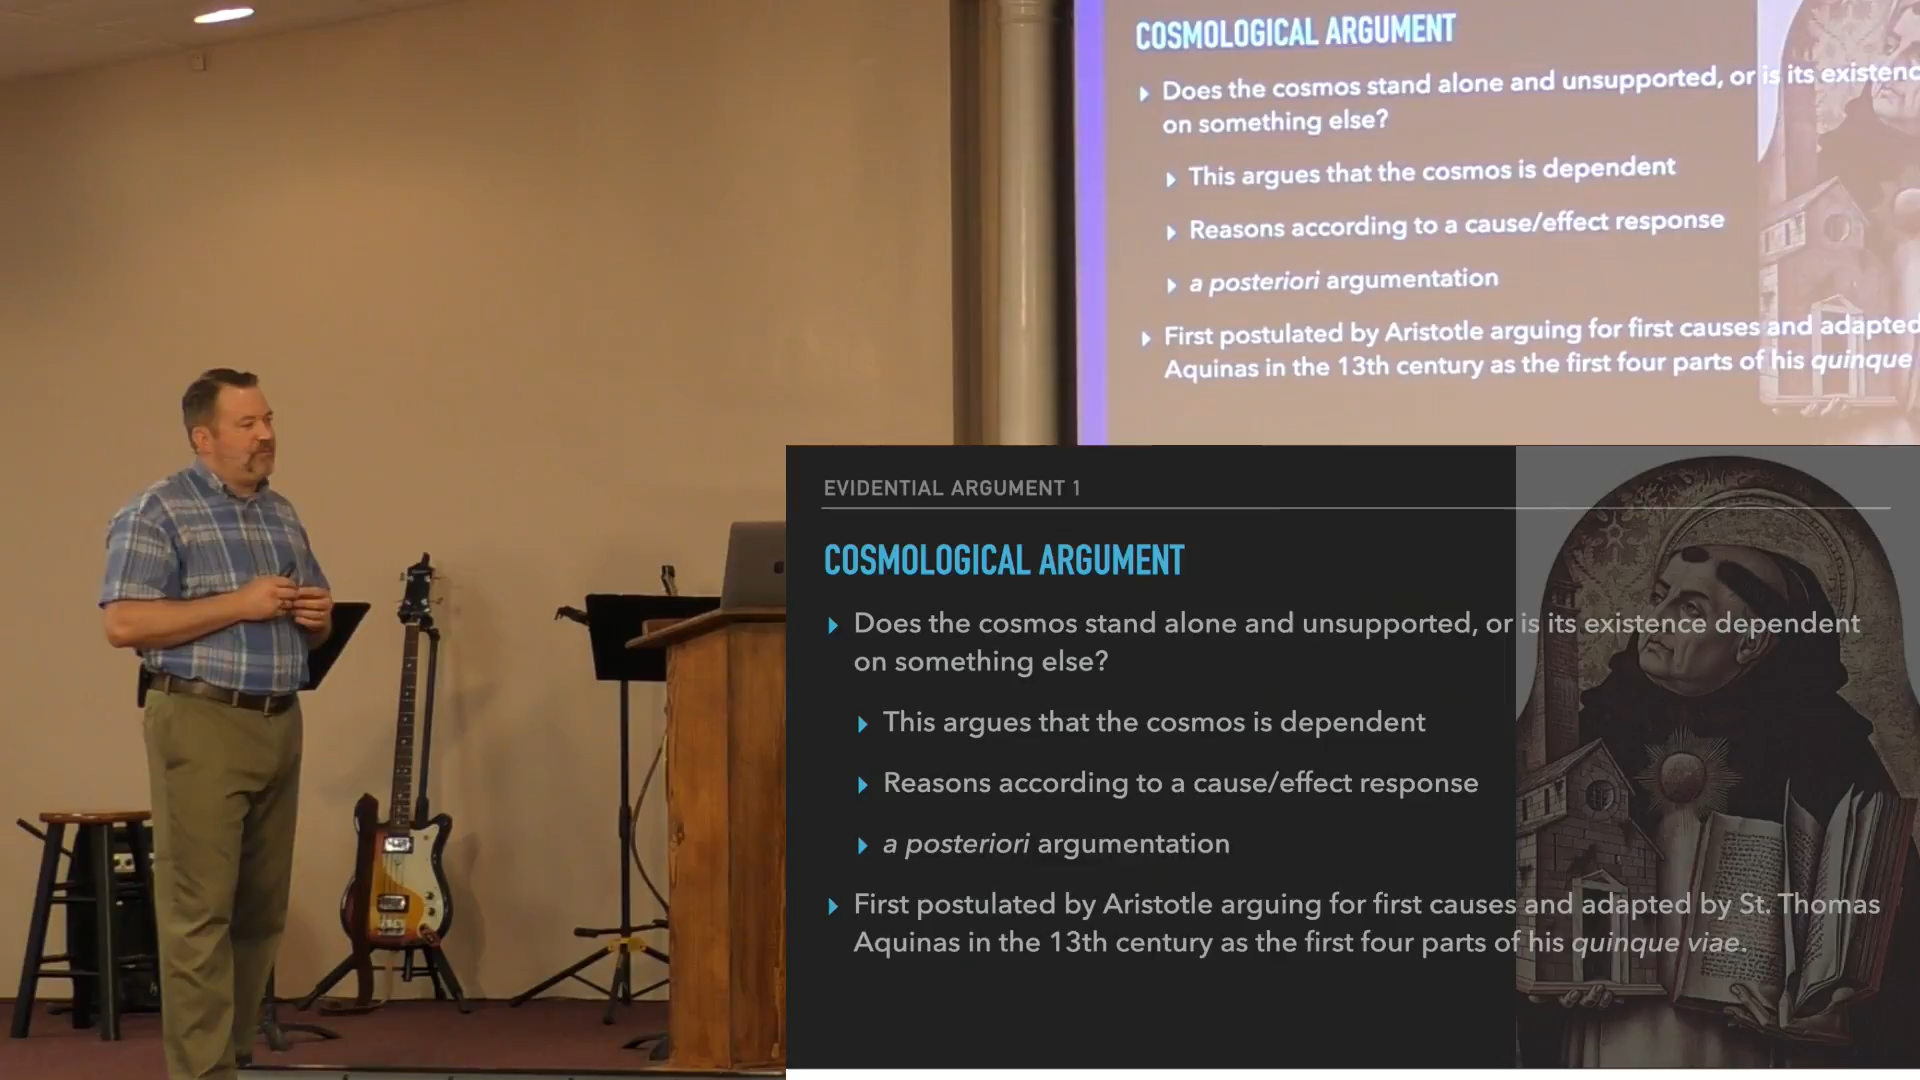 COSMOLOGICAL ARGUMENT
Does the cosmos stand alone and unsupported, or is its existenc
on something else?
This argues that the cosmos is dependent
Reasons according to a cause/effect response
a posteriori argumentation
First postulated by Aristotle arguing for first causes and adapted
Aquinas in the 13th century as the first four parts of his quinque
EVIDENTIAL ARGUMENT 1
COSMOLOGICAL ARGUMENT
Does the cosmos stand alone and unsupported, or is its existence dependent
on something else?
This argues that the cosmos is dependent
Reasons according to a cause/effect response
a posteriori argumentation
First postulated by Aristotle arguing for first causes and adapted by St. Thomas
Aquinas in the 13th century as the first four parts of his quinque viae.